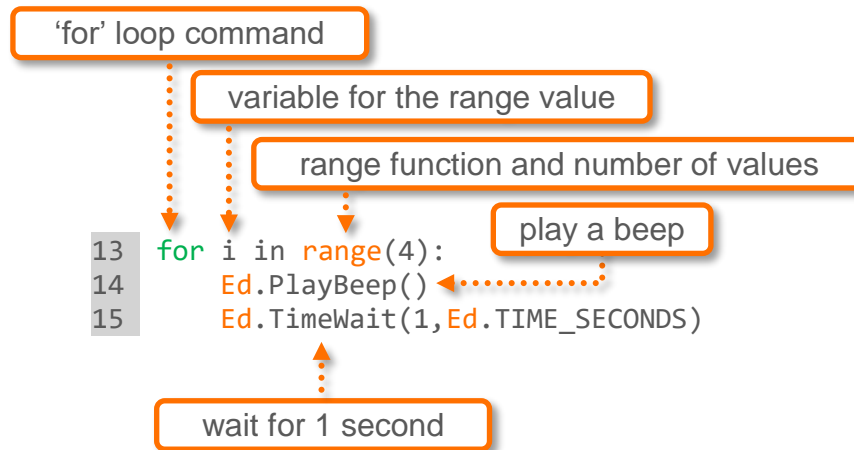 ‘for’ loop command
variable for the range value
range function and number of values
play a beep
13 for i in range(4):
14 Ed.PlayBeep()
15 Ed.TimeWait(1,Ed.TIME_SECONDS)
wait for 1 second